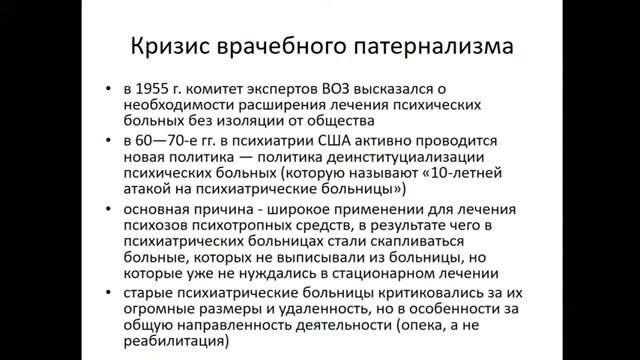 Кризис врачебного патернализма
• в 1955 г. комитет экспертов ВОЗ высказался о
необходимости расширения лечения психических
больных без изоляции от общества
• в 60—70-е гг. в психиатрии США активно проводится
новая политика — политика деинституциализации
психических больных (которую называют «10-летней
атакой на психиатрические больницы»)
• основная причина - широкое применении для лечения
психозов психотропных средств, в результате чего в
психиатрических больницах стали скапливаться
больные, которых не выписывали из больницы, но
которые уже не нуждались в стационарном лечении
• старые психиатрические больницы критиковались за их
огромные размеры и удаленность, но в особенности за
общую направленность деятельности (опека, а не
реабилитация)